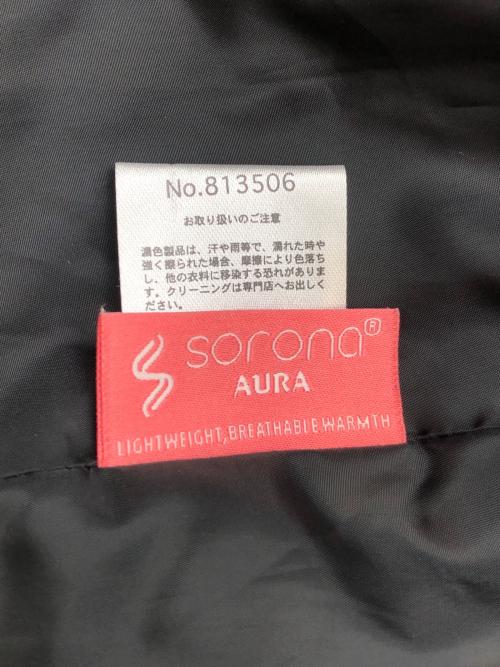 No.813506
お取り扱いのご注意
濃色製品は、汗や雨等で、濡れた時や
強く擦られた場合、摩擦により色落ち
し、他の衣料に移染する恐れがありま
す。クリーニングは専門店へお出しく
ださい。
sorona®
AURA
LIGHTWEIGHT,BREATHABLE WARMTH